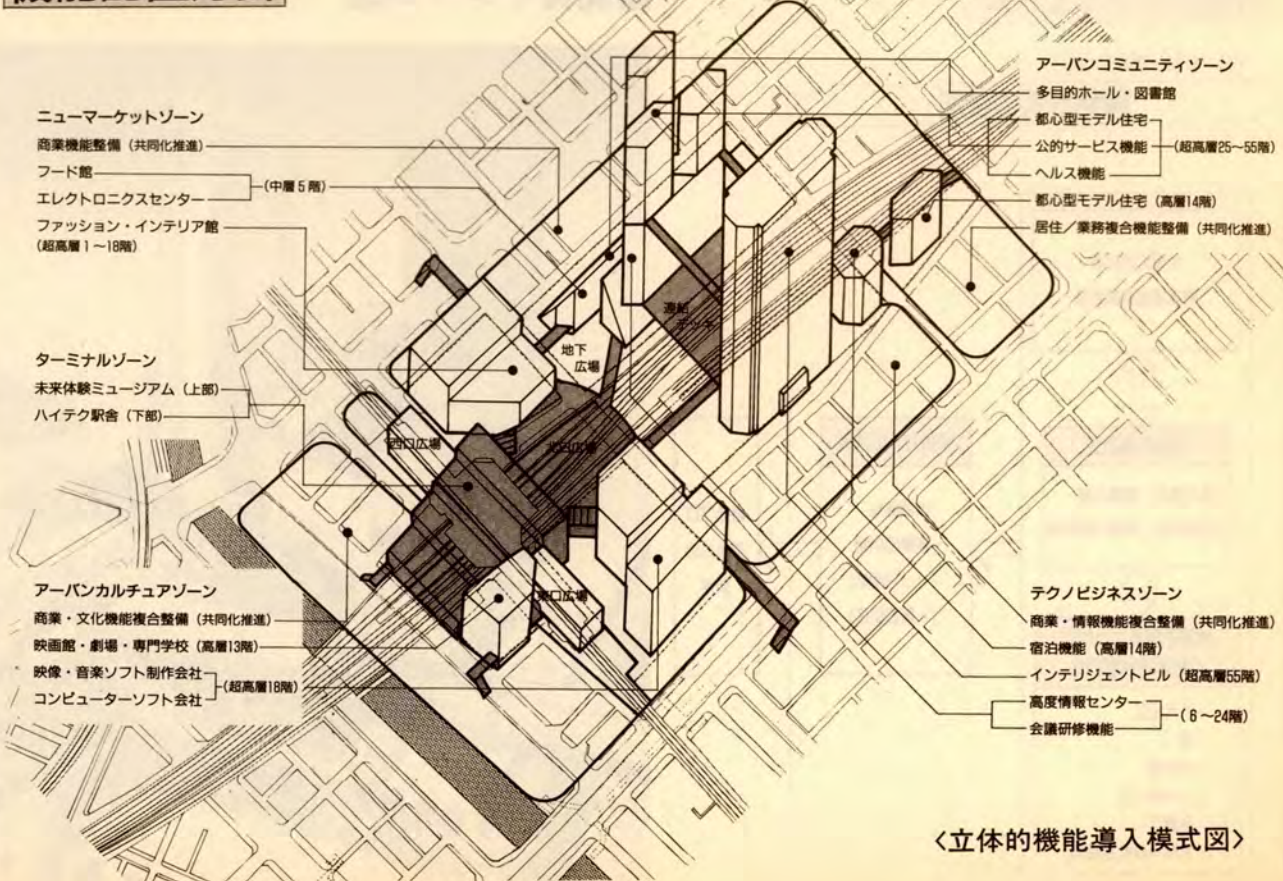 ニューマーケットゾーン
商業機能整備（共同化推進）
フード館
エレクトロニクスセンター
（中層5階）
ファッション・インテリア館
（超高層1～18階）
ターミナルゾーン
未来体験ミュージアム（上部）
ハイテク駅舎（下部）
アーバンカルチュアゾーン
商業・文化機能複合整備（共同化推進）
映画館・劇場・専門学校（高層13階）
映像・音楽ソフト制作会社
コンピューターソフト会社
（超高層18階）
アーバンコミュニティゾーン
多目的ホール・図書館
都心型モデル住宅
公的サービス機能
ヘルス機能
（超高層25～55階）
都心型モデル住宅（高層14階）
居住／業務複合機能整備（共同化推進）
連絡
デッキ
地下
広場
西口広場
北口広場
東口広場
テクノビジネスゾーン
商業・情報機能複合整備（共同化推進）
宿泊機能（高層14階）
インテリジェントビル（超高層55階）
高度情報センター
会議研修機能
（6～24階）
〈立体的機能導入模式図〉